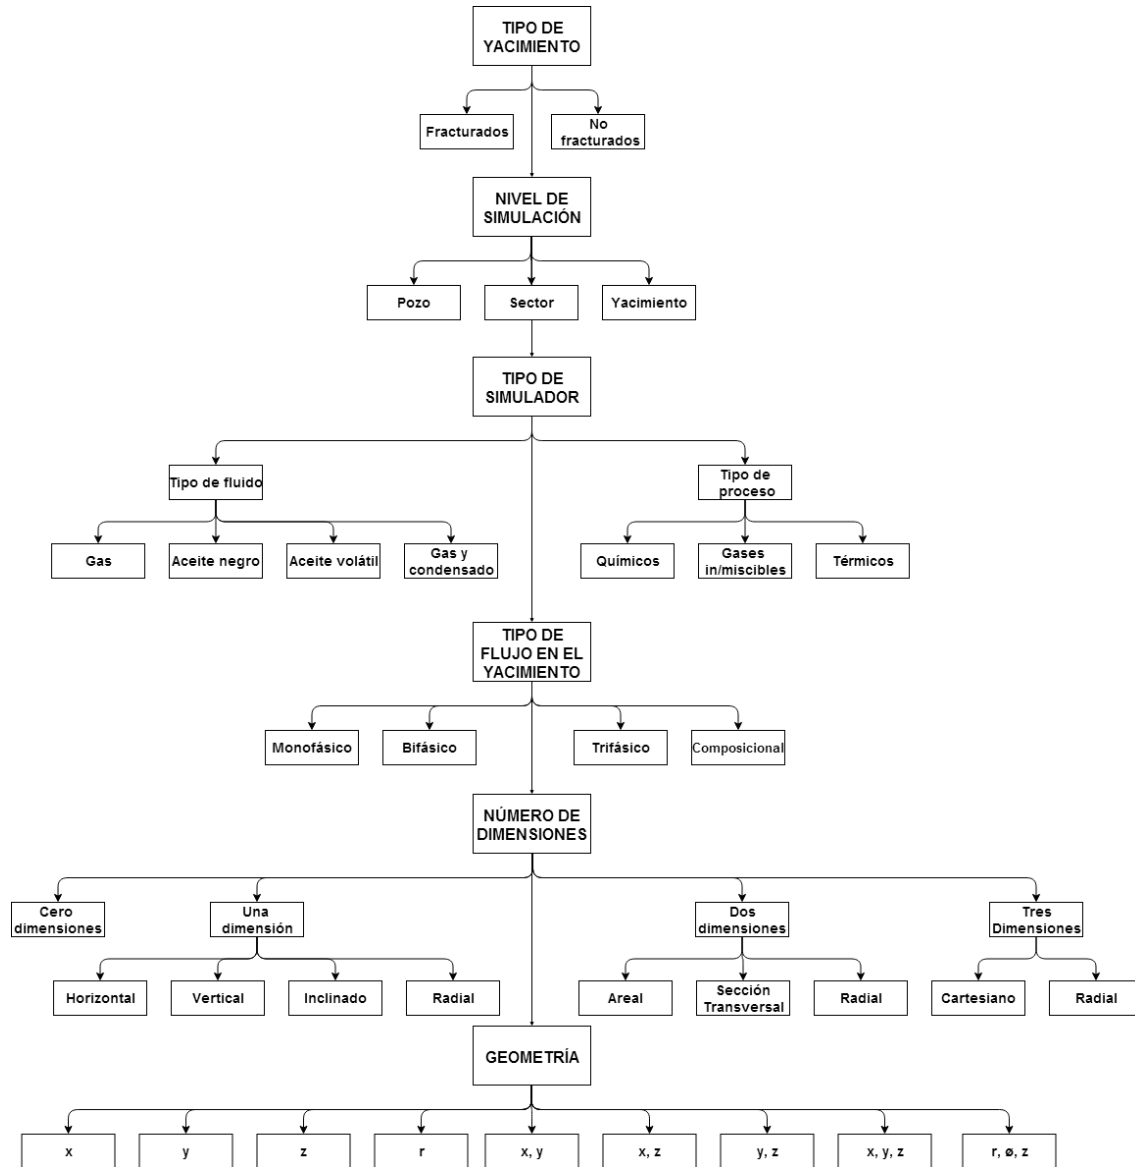 TIPO DE
YACIMIENTO
Fracturados
No
fracturados
NIVEL DE
SIMULACIÓN
Pozo
Sector
Yacimiento
TIPO DE
SIMULADOR
Tipo de fluido
Tipo de
proceso
Gas
Aceite negro
Aceite volátil
Gas y
condensado
Químicos
Gases
in/miscibles
Térmicos
TIPO DE
FLUJO EN EL
YACIMIENTO
Monofásico
Bifásico
Trifásico
Composicional
NÚMERO DE
DIMENSIONES
Cero
dimensiones
Una
dimensión
Dos
dimensiones
Tres
Dimensiones
Horizontal
Vertical
Inclinado
Radial
Areal
Sección
Transversal
Radial
Cartesiano
Radial
GEOMETRÍA
x
y
z
r
x, y
x, z
y, z
x, y, z
r, ø, z